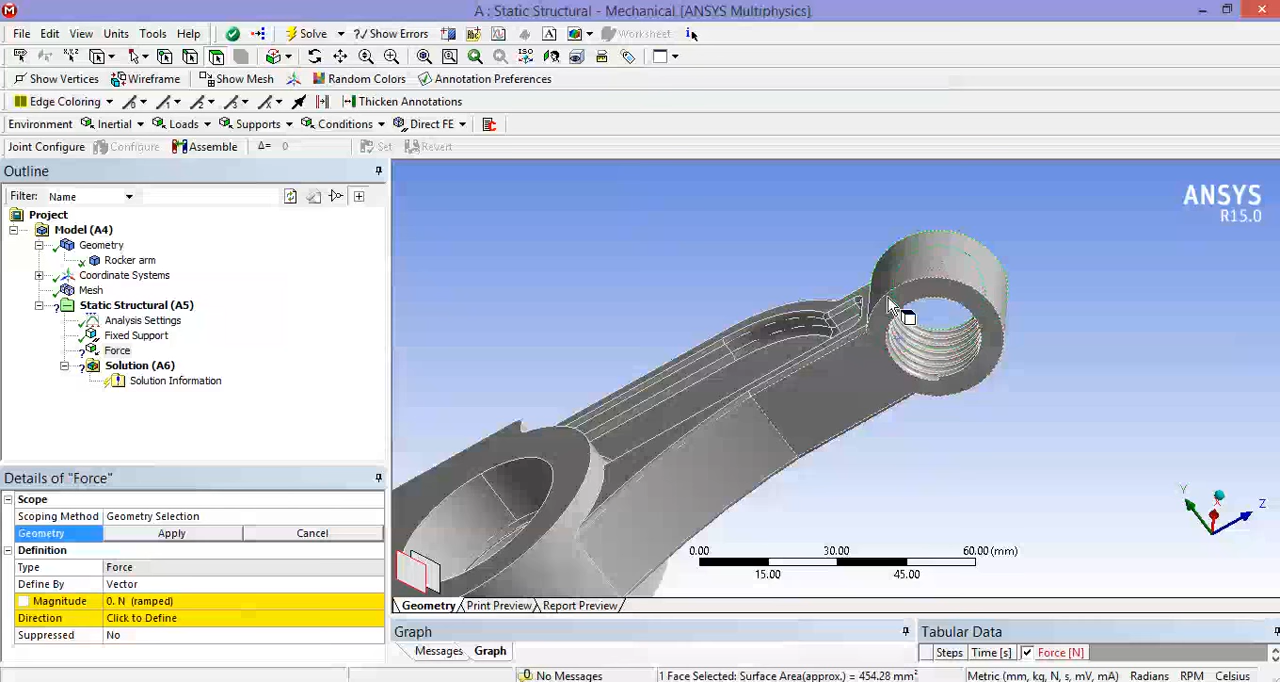 A : Static Structural - Mechanical [ANSYS Multiphysics]
File Edit View Units Tools Help Solve ?/ Show Errors Worksheet
Show Vertices Wireframe Show Mesh Random Colors Annotation Preferences
Edge Coloring Thicken Annotations
Environment Inertial Loads Supports Conditions Direct FE
Joint Configure Configure Assemble Δ= 0 Set Revert
Outline
Filter: Name
Project
Model (A4)
Geometry
Rocker arm
Coordinate Systems
Mesh
Static Structural (A5)
Analysis Settings
Fixed Support
Force
Solution (A6)
Solution Information
Details of "Force"
Scope
Scoping Method Geometry Selection
Geometry Apply Cancel
Definition
Type Force
Define By Vector
Magnitude 0. N (ramped)
Direction Click to Define
Suppressed No
ANSYS
R15.0
Y
X
Z
0.00 30.00 60.00 (mm)
15.00 45.00
Geometry Print Preview Report Preview
Graph
Messages Graph
Tabular Data
Steps Time [s] Force [N]
0 No Messages 1 Face Selected: Surface Area(approx.) = 454.28 mm² Metric (mm, kg, N, s, mV, mA) Radians RPM Celsius